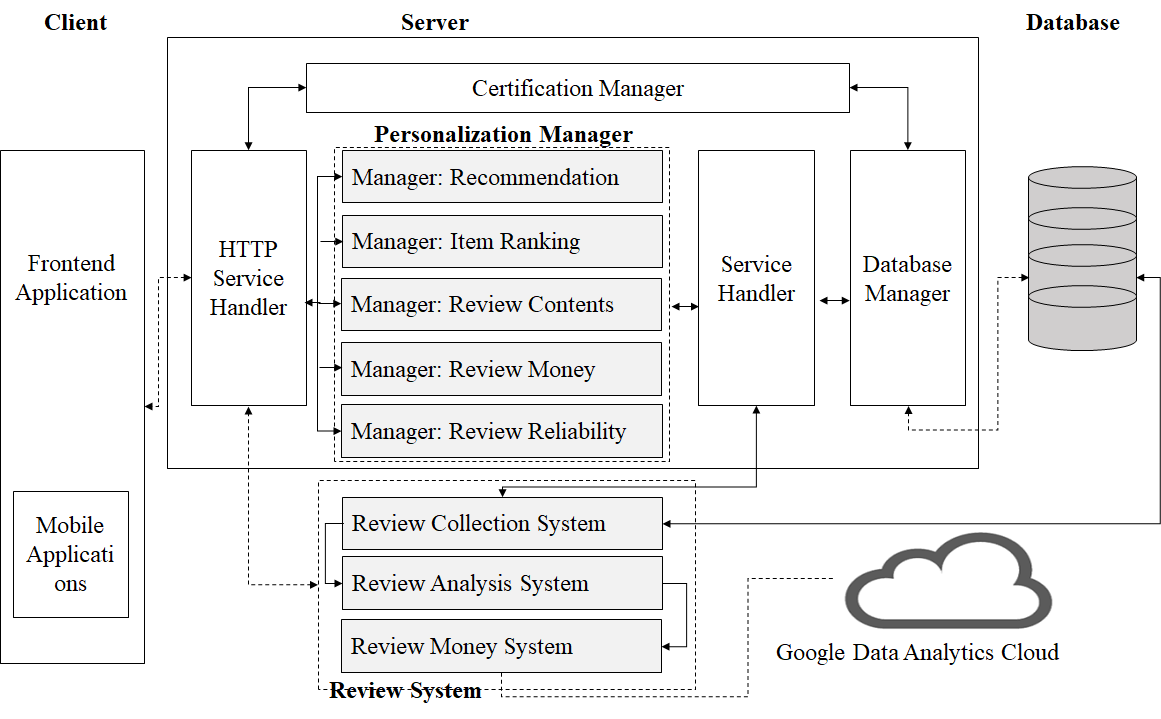 Client
Server
Database
Certification Manager
Personalization Manager
Manager: Recommendation
Manager: Item Ranking
Manager: Review Contents
Manager: Review Money
Manager: Review Reliability
HTTP
Service
Handler
Service
Handler
Database
Manager
Frontend
Application
Mobile
Applicati
ons
Review Collection System
Review Analysis System
Review Money System
Review System
Google Data Analytics Cloud